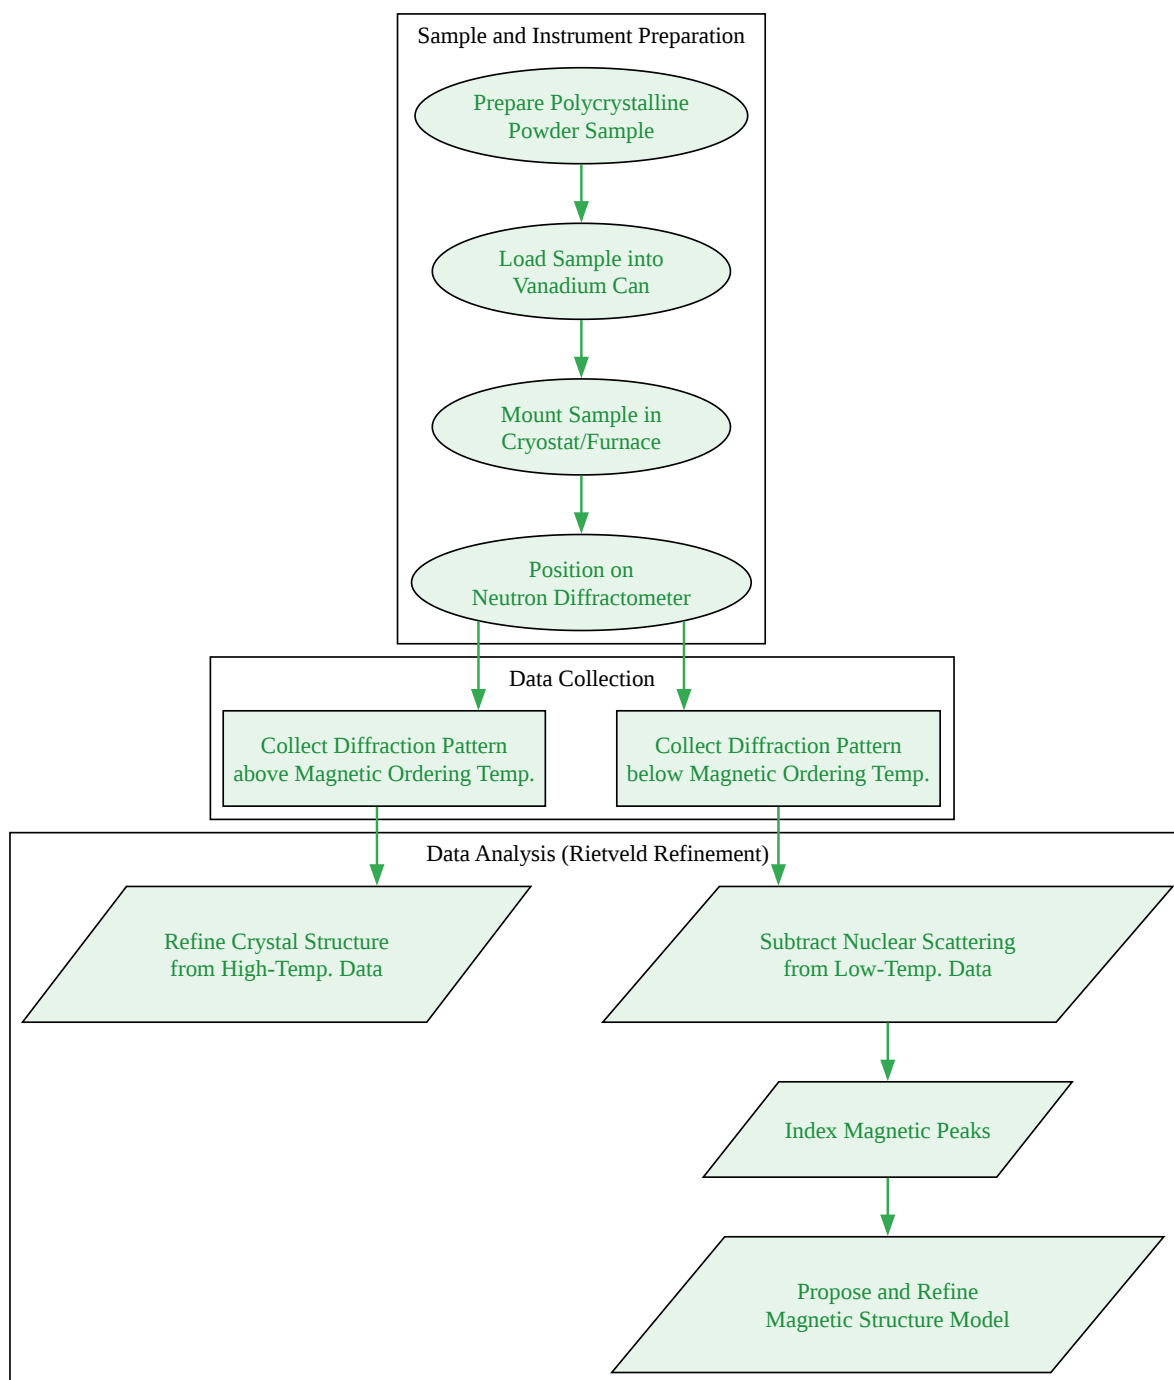 Sample and Instrument Preparation
Prepare Polycrystalline
Powder Sample
Load Sample into
Vanadium Can
Mount Sample in
Cryostat/Furnace
Position on
Neutron Diffractometer
Data Collection
Collect Diffraction Pattern
above Magnetic Ordering Temp.
Collect Diffraction Pattern
below Magnetic Ordering Temp.
Data Analysis (Rietveld Refinement)
Refine Crystal Structure
from High-Temp. Data
Subtract Nuclear Scattering
from Low-Temp. Data
Index Magnetic Peaks
Propose and Refine
Magnetic Structure Model